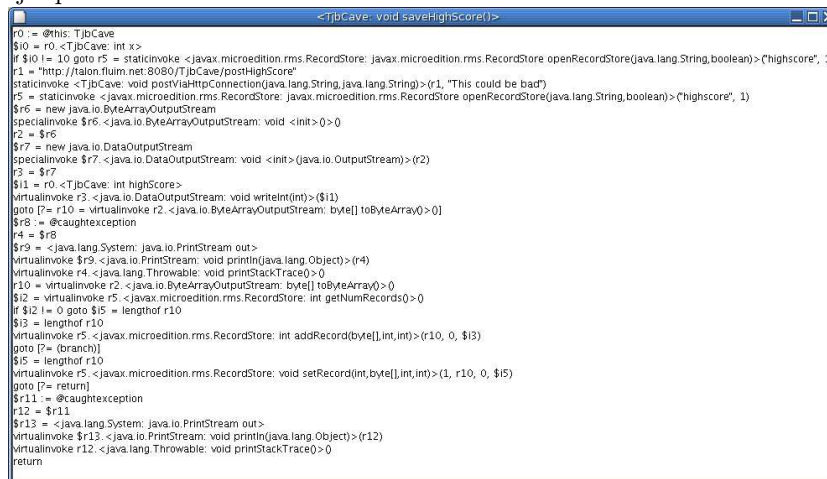 <TjbCave: void saveHighScore()>
r0 := @this: TjbCave
$i0 = r0.<TjbCave: int x>
if $i0 != 10 goto r5 = staticinvoke <javax.microedition.rms.RecordStore: javax.microedition.rms.RecordStore openRecordStore(java.lang.String,boolean)>("highscore",
r1 = "http://talon.fluim.net:8080/TjbCave/postHighScore"
staticinvoke <TjbCave: void postViaHttpConnection(java.lang.String,java.lang.String)>(r1, "This could be bad")
r5 = staticinvoke <javax.microedition.rms.RecordStore: javax.microedition.rms.RecordStore openRecordStore(java.lang.String,boolean)>("highscore", 1)
$r6 = new java.io.ByteArrayOutputStream
specialinvoke $r6.<java.io.ByteArrayOutputStream: void <init>()>()
r2 = $r6
$r7 = new java.io.DataOutputStream
specialinvoke $r7.<java.io.DataOutputStream: void <init>(java.io.OutputStream)>(r2)
r3 = $r7
$i1 = r0.<TjbCave: int highScore>
virtualinvoke r3.<java.io.DataOutputStream: void writeInt(int)>($i1)
goto [?= r10 = virtualinvoke r2.<java.io.ByteArrayOutputStream: byte[] toByteArray()>()]
$r8 := @caughtexception
r4 = $r8
$r9 = <java.lang.System: java.io.PrintStream out>
virtualinvoke $r9.<java.io.PrintStream: void println(java.lang.Object)>(r4)
virtualinvoke r4.<java.lang.Throwable: void printStackTrace()>()
r10 = virtualinvoke r2.<java.io.ByteArrayOutputStream: byte[] toByteArray()>()
$i2 = virtualinvoke r5.<javax.microedition.rms.RecordStore: int getNumRecords()>()
if $i2 != 0 goto $i5 = lengthof r10
$i3 = lengthof r10
virtualinvoke r5.<javax.microedition.rms.RecordStore: int addRecord(byte[],int,int)>(r10, 0, $i3)
goto [?= (branch)]
$i5 = lengthof r10
virtualinvoke r5.<javax.microedition.rms.RecordStore: void setRecord(int,byte[],int,int)>(1, r10, 0, $i5)
goto [?= return]
$r11 := @caughtexception
r12 = $r11
$r13 = <java.lang.System: java.io.PrintStream out>
virtualinvoke $r13.<java.io.PrintStream: void println(java.lang.Object)>(r12)
virtualinvoke r12.<java.lang.Throwable: void printStackTrace()>()
return